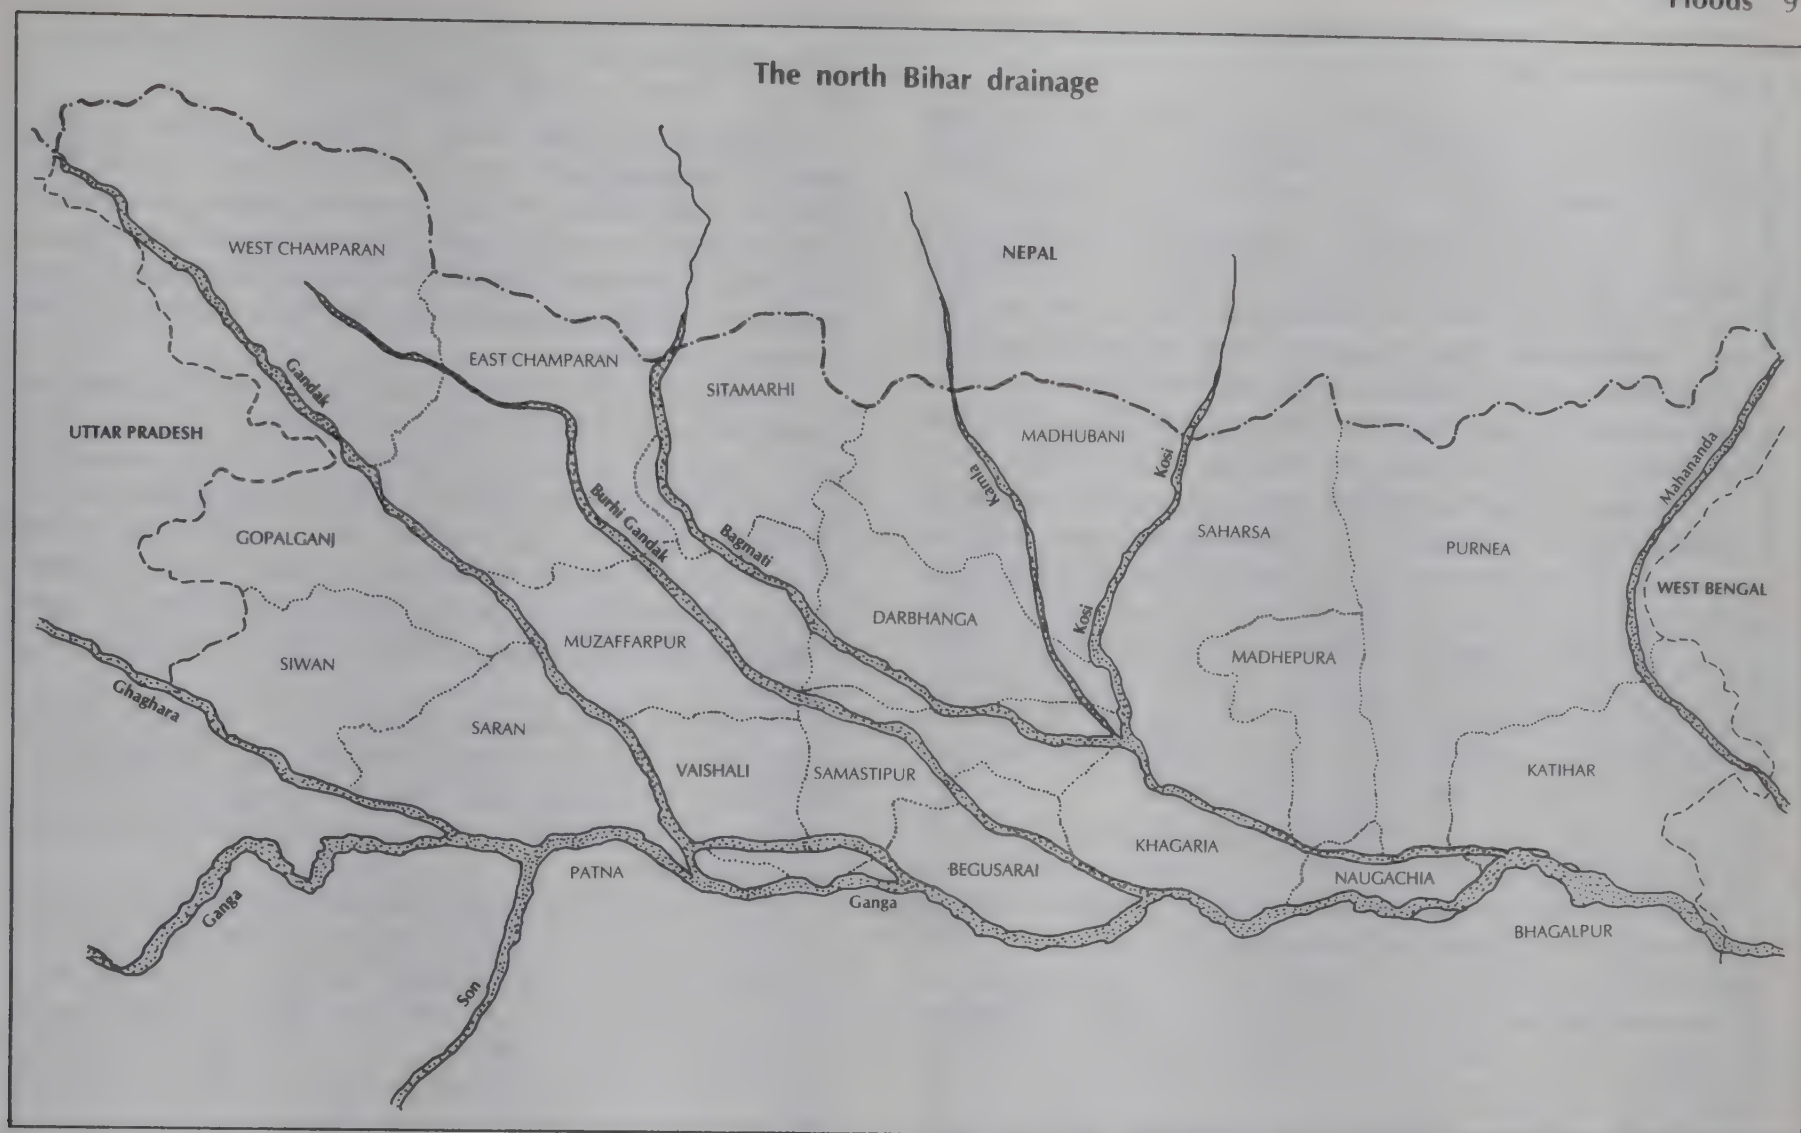 Floods 9
The north Bihar drainage
WEST CHAMPARAN
NEPAL
EAST CHAMPARAN
SITAMARHI
Gandak
UTTAR PRADESH
MADHUBANI
Kosi
Kamla
Mahananda
Burhi Gandak
Bagmati
GOPALGANJ
SAHARSA
PURNEA
WEST BENGAL
DARBHANGA
Kosi
MUZAFFARPUR
SIWAN
MADHEPURA
Ghaghara
SARAN
VAISHALI
SAMASTIPUR
KATIHAR
KHAGARIA
PATNA
BEGUSARAI
NAUGACHIA
Ganga
Ganga
BHAGALPUR
Son